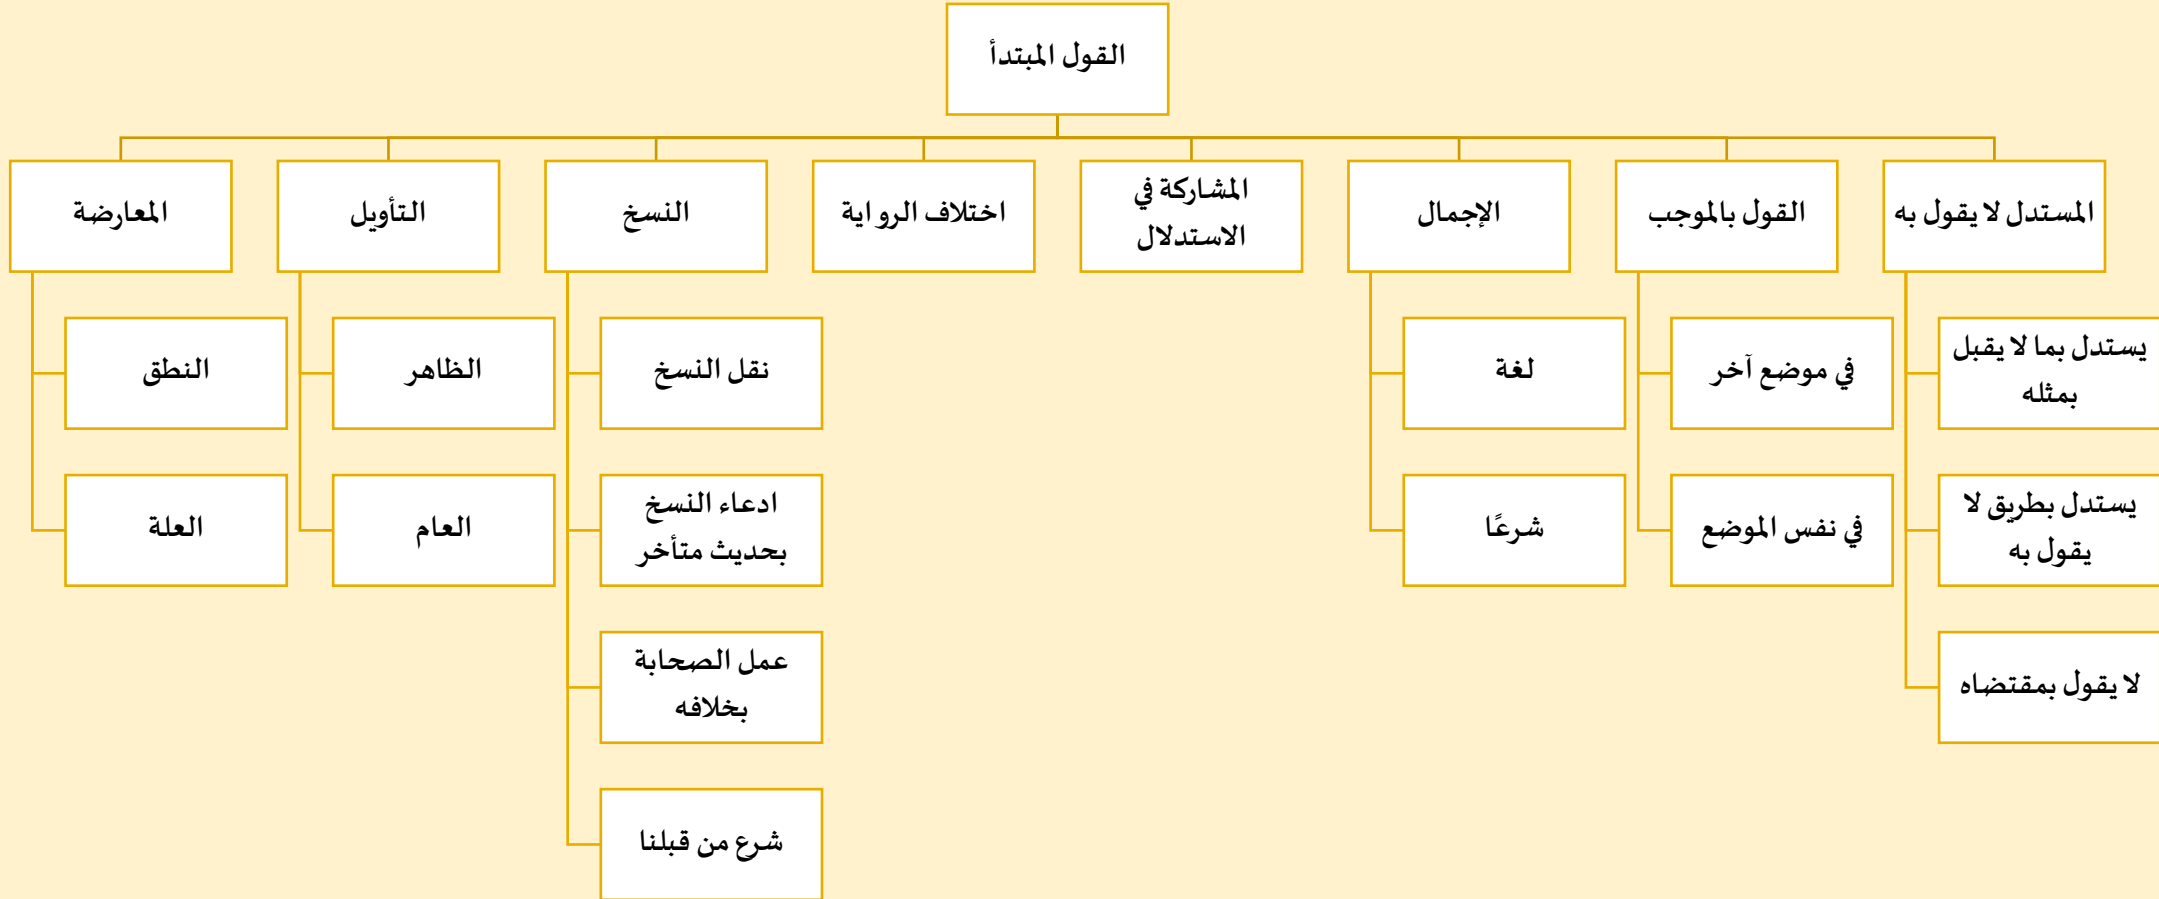 القول المبتدأ
المستدل لا يقول به
القول بالموجب
الإجمال
المشاركة في
الاستدلال
اختلاف الرواية
النسخ
التأويل
المعارضة
يستدل بما لا يقبل
بمثله
يستدل بطريق لا
يقول به
لا يقول بمقتضاه
في موضع آخر
في نفس الموضع
لغة
شرعًا
نقل النسخ
ادعاء النسخ
بحديث متأخر
عمل الصحابة
بخلافه
شرع من قبلنا
الظاهر
العام
النطق
العلة